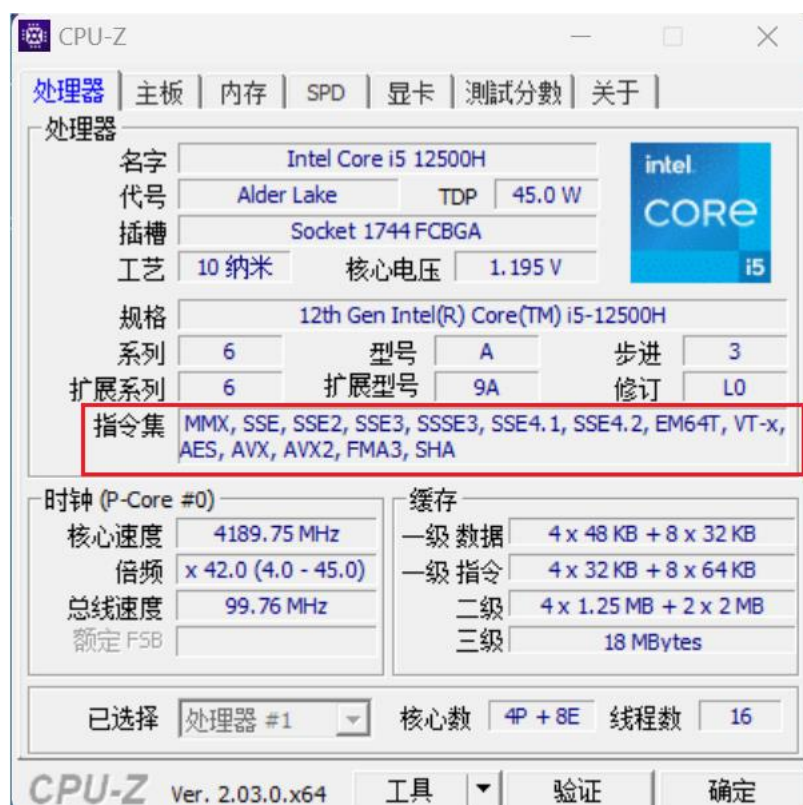 CPU-Z
处理器 主板 内存 SPD 显卡 測試分數 关于
处理器
名字 Intel Core i5 12500H
代号 Alder Lake TDP 45.0 W
插槽 Socket 1744 FCBGA
工艺 10 纳米 核心电压 1.195 V
intel
CORE
i5
规格 12th Gen Intel(R) Core(TM) i5-12500H
系列 6 型号 A 步进 3
扩展系列 6 扩展型号 9A 修订 L0
指令集 MMX, SSE, SSE2, SSE3, SSSE3, SSE4.1, SSE4.2, EM64T, VT-x,
AES, AVX, AVX2, FMA3, SHA
时钟 (P-Core #0)
核心速度 4189.75 MHz
倍频 x 42.0 (4.0 - 45.0)
总线速度 99.76 MHz
额定 FSB
缓存
一级 数据 4 x 48 KB + 8 x 32 KB
一级 指令 4 x 32 KB + 8 x 64 KB
二级 4 x 1.25 MB + 2 x 2 MB
三级 18 MBytes
已选择 处理器 #1 核心数 4P + 8E 线程数 16
CPU-Z Ver. 2.03.0.x64 工具 验证 确定